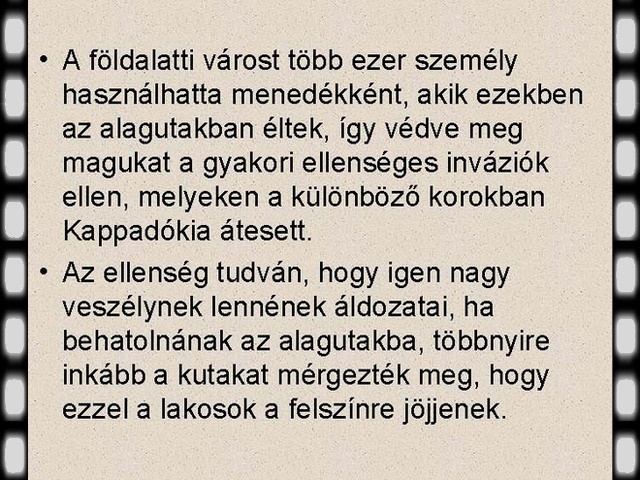 • A földalatti várost több ezer személy
használhatta menedékként, akik ezekben
az alagutakban éltek, így védve meg
magukat a gyakori ellenséges inváziók
ellen, melyeken a különböző korokban
Kappadókia átesett.
• Az ellenség tudván, hogy igen nagy
veszélynek lennének áldozatai, ha
behatolnának az alagutakba, többnyire
inkább a kutakat mérgezték meg, hogy
ezzel a lakosok a felszínre jöjjenek.